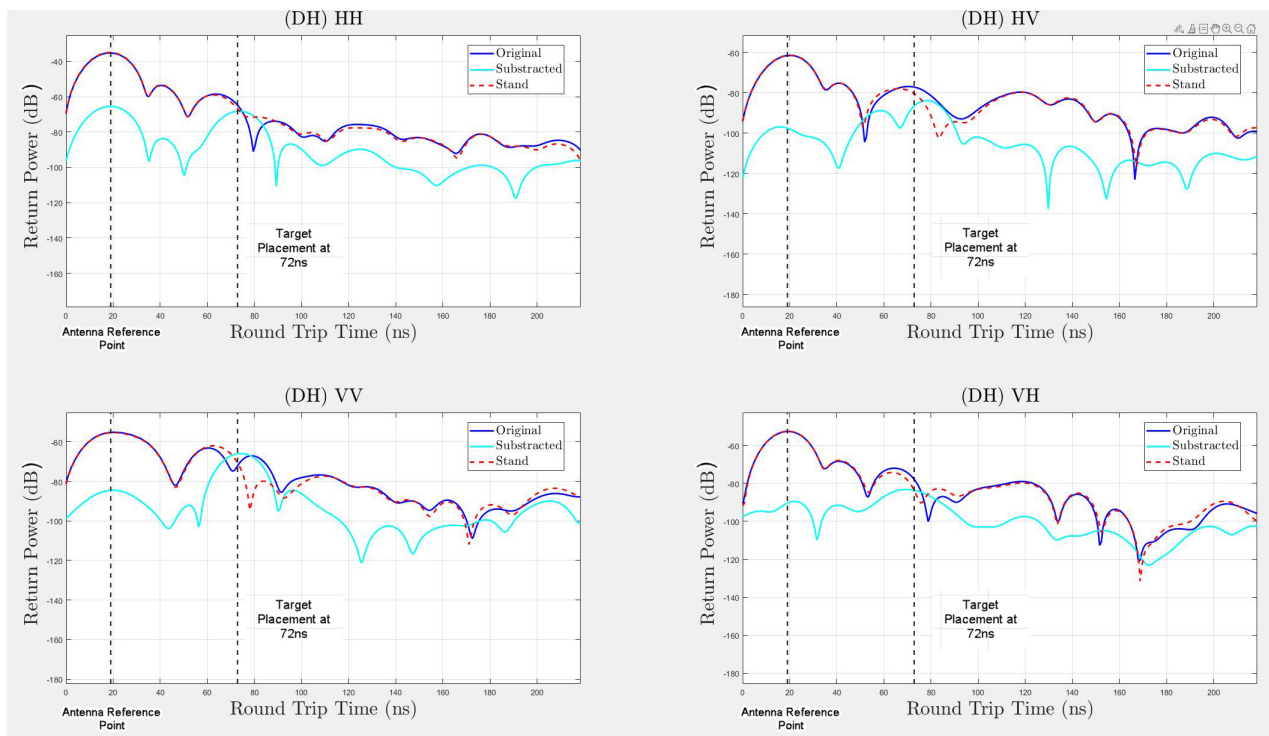 (DH) HH
Return Power (dB)
-40
-60
-80
-100
-120
-140
-160
Original
Substracted
Stand
Target
Placement at
72ns
0 20 40 60 80 100 120 140 160 180 200
Antenna Reference
Point
Round Trip Time (ns)
(DH) HV
Return Power (dB)
-60
-80
-100
-120
-140
-160
-180
Original
Substracted
Stand
Target
Placement at
72ns
0 20 40 60 80 100 120 140 160 180 200
Antenna Reference
Point
Round Trip Time (ns)
(DH) VV
Return Power (dB)
-60
-80
-100
-120
-140
-160
-180
Original
Substracted
Stand
Target
Placement at
72ns
0 20 40 60 80 100 120 140 160 180 200
Antenna Reference
Point
Round Trip Time (ns)
(DH) VH
Return Power (dB)
-60
-80
-100
-120
-140
-160
-180
Original
Substracted
Stand
Target
Placement at
72ns
0 20 40 60 80 100 120 140 160 180 200
Antenna Reference
Point
Round Trip Time (ns)